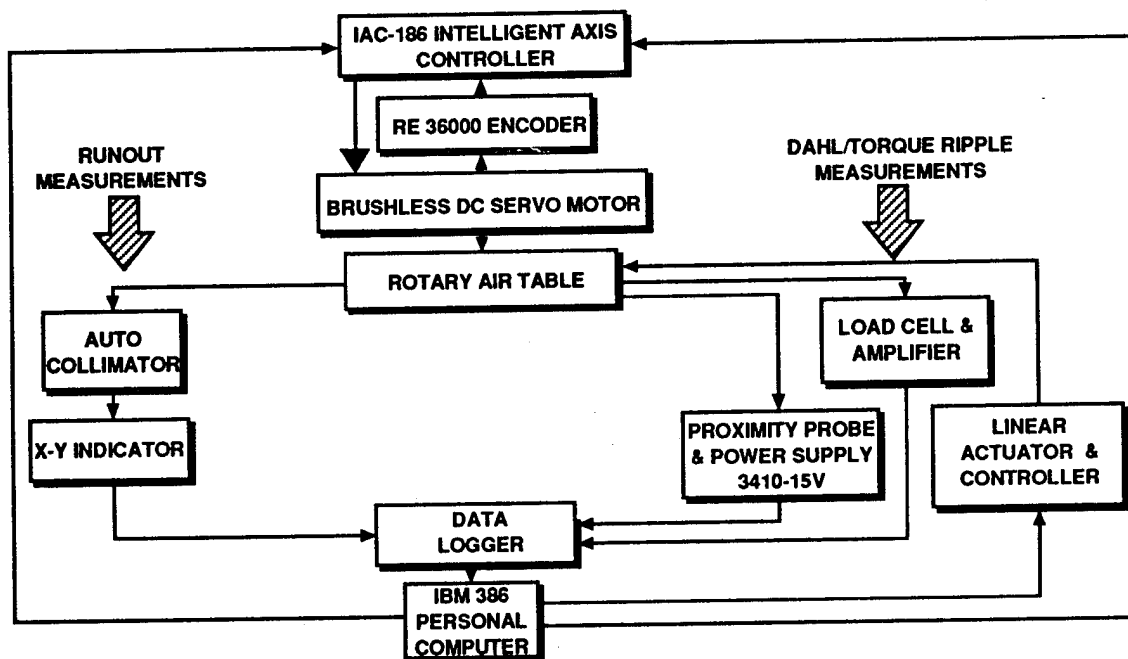 IAC-186 INTELLIGENT AXIS
CONTROLLER
RE 36000 ENCODER
RUNOUT
MEASUREMENTS
DAHL/TORQUE RIPPLE
MEASUREMENTS
BRUSHLESS DC SERVO MOTOR
ROTARY AIR TABLE
AUTO
COLLIMATOR
LOAD CELL &
AMPLIFIER
X-Y INDICATOR
PROXIMITY PROBE
& POWER SUPPLY
3410-15V
LINEAR
ACTUATOR &
CONTROLLER
DATA
LOGGER
IBM 386
PERSONAL
COMPUTER